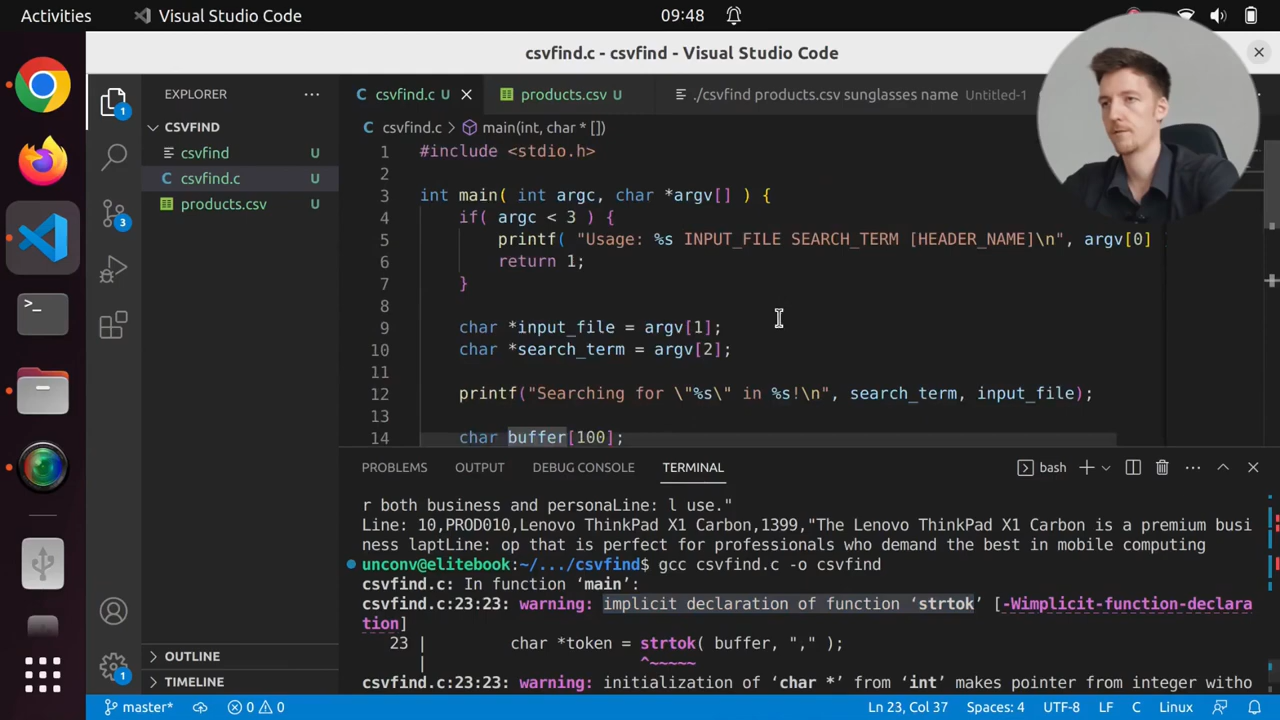 Activities
Visual Studio Code
09:48
csvfind.c - csvfind - Visual Studio Code
EXPLORER
csvfind.c
products.csv U
./csvfind products.csv sunglasses name Untitled-1
CSVFIND
csvfind U
csvfind.c U
products.csv U
csvfind.c > main(int, char * [])
1 #include <stdio.h>
2
3 int main( int argc, char *argv[] ) {
4 if( argc < 3 ) {
5 printf( "Usage: %s INPUT_FILE SEARCH_TERM [HEADER_NAME]\n", argv[0]
6 return 1;
7 }
8
9 char *input_file = argv[1];
10 char *search_term = argv[2];
11
12 printf("Searching for \"%s\" in %s!\n", search_term, input_file);
13
14 char buffer[100];
PROBLEMS OUTPUT DEBUG CONSOLE TERMINAL
bash
r both business and personaLine: l use."
Line: 10,PROD010,Lenovo ThinkPad X1 Carbon,1399,"The Lenovo ThinkPad X1 Carbon is a premium busi
ness laptLine: op that is perfect for professionals who demand the best in mobile computing
unconv@elitebook:~/.../csvfind$ gcc csvfind.c -o csvfind
csvfind.c: In function ‘main’:
csvfind.c:23:23: warning: implicit declaration of function ‘strtok’ [-Wimplicit-function-declara
tion]
23 | char *token = strtok( buffer, "," );
| ^~~~~~
csvfind.c:23:23: warning: initialization of ‘char *’ from ‘int’ makes pointer from integer witho
OUTLINE
TIMELINE
1
3
1
master*
0 0
Ln 23, Col 37
Spaces: 4
UTF-8
LF
C
Linux